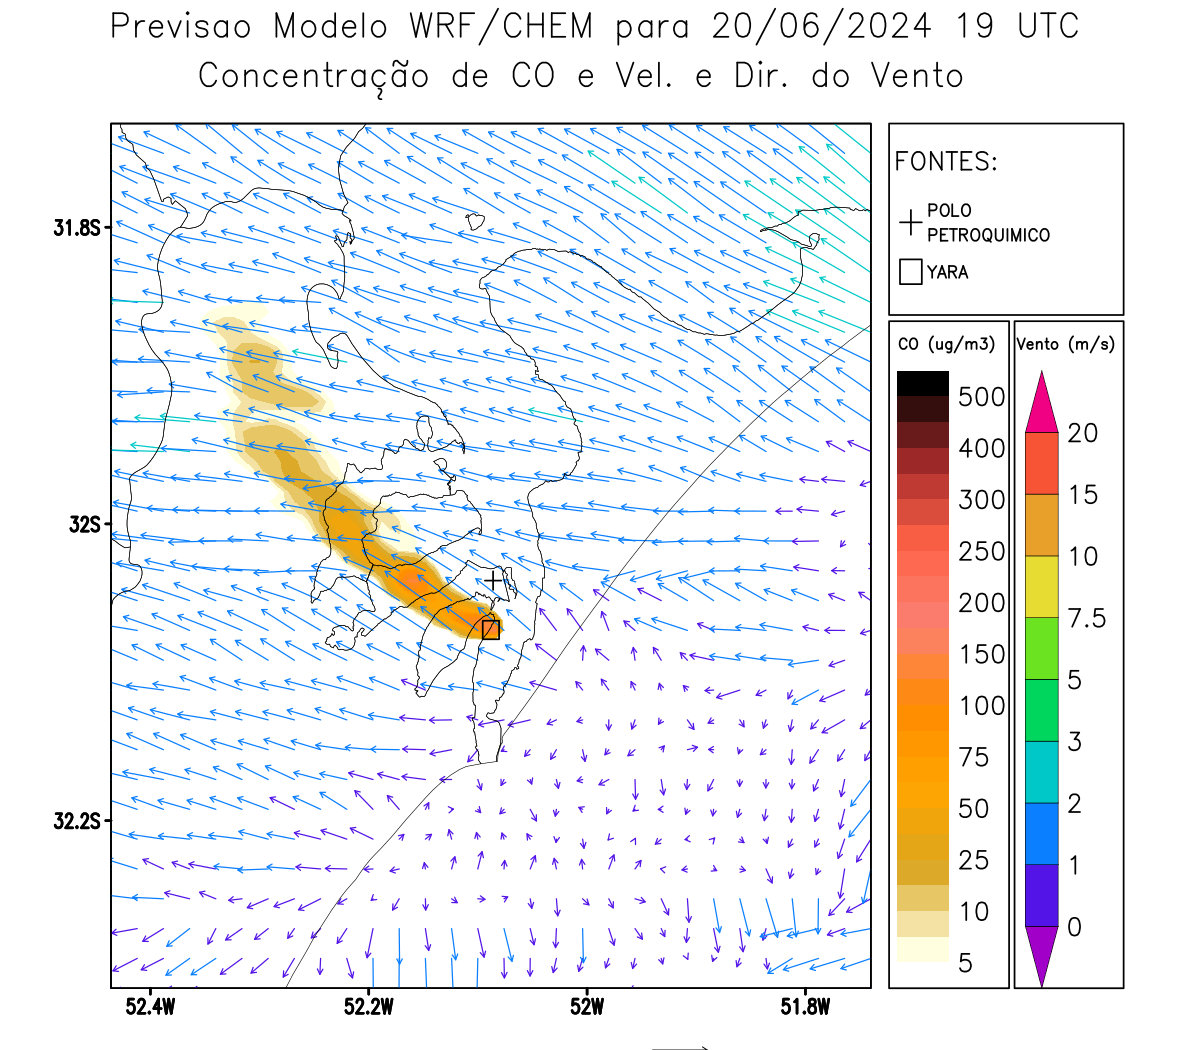 Previsao Modelo WRF/CHEM para 20/06/2024 19 UTC
Concentração de CO e Vel. e Dir. do Vento
FONTES:
POLO
PETROQUIMICO
YARA
31.8S
32S
32.2S
52.4W
52.2W
52W
51.8W
CO (ug/m3)
500
400
300
250
200
150
100
75
50
25
10
5
Vento (m/s)
20
15
10
7.5
5
3
2
1
0